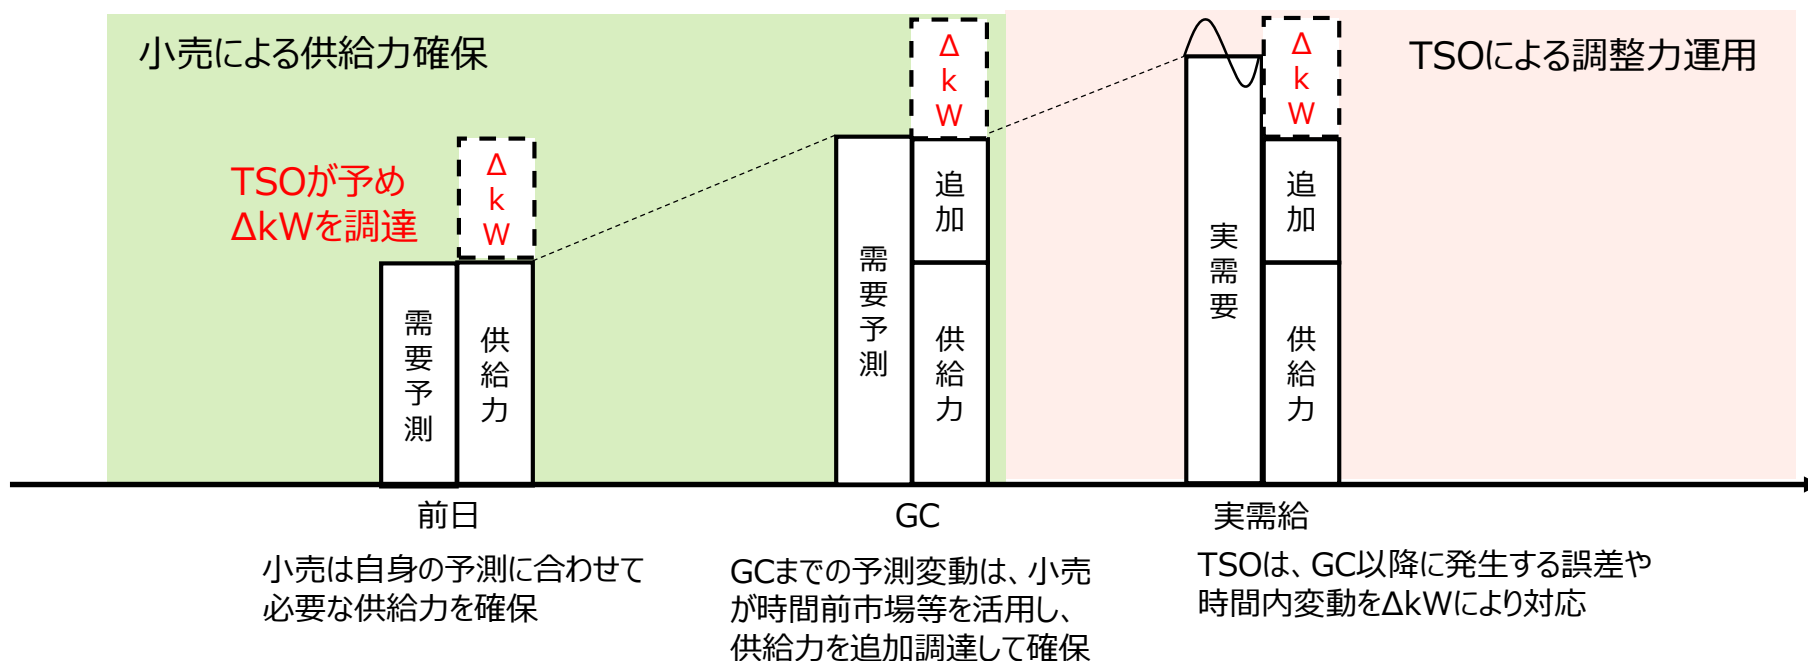 小売による供給力確保
TSOによる調整力運用
TSOが予め
ΔkWを調達
ΔkW
需要予測
供給力
ΔkW
需要予測
追加
供給力
実需要
ΔkW
追加
供給力
前日
GC
実需給
小売は自身の予測に合わせて
必要な供給力を確保
GCまでの予測変動は、小売
が時間前市場等を活用し、
供給力を追加調達して確保
TSOは、GC以降に発生する誤差や
時間内変動をΔkWにより対応